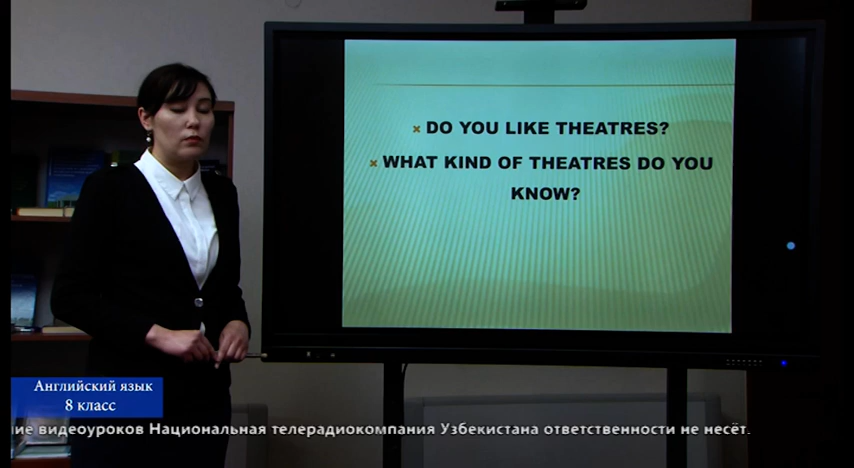 DO YOU LIKE THEATRES?
WHAT KIND OF THEATRES DO YOU
KNOW?
Английский язык
8 класс
видеоуроков Национальная телерадиокомпания Узбекистана ответственности не несёт.